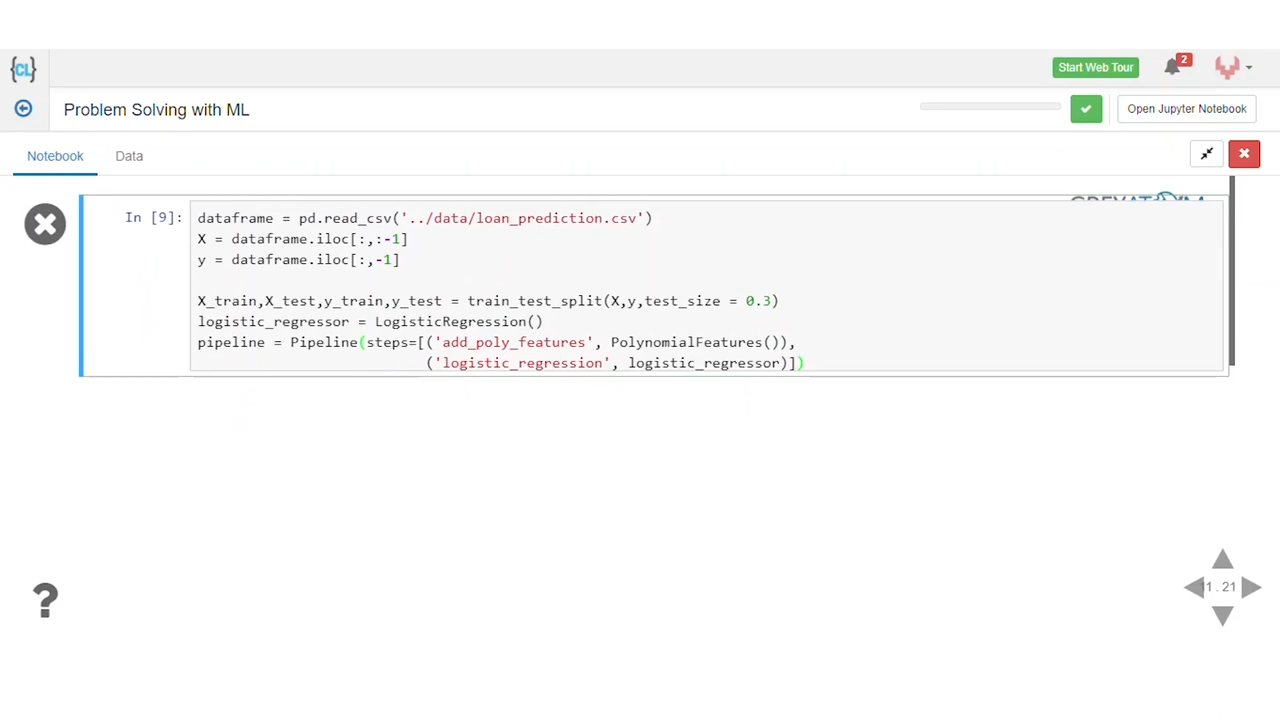 {CL}
Start Web Tour
2
Problem Solving with ML
Open Jupyter Notebook
Notebook
Data
GREYATOM
In [9]:
dataframe = pd.read_csv('../data/loan_prediction.csv')
X = dataframe.iloc[:,:-1]
y = dataframe.iloc[:,-1]
X_train,X_test,y_train,y_test = train_test_split(X,y,test_size = 0.3)
logistic_regressor = LogisticRegression()
pipeline = Pipeline(steps=[('add_poly_features', PolynomialFeatures()),
('logistic_regression', logistic_regressor)])
?
11.21